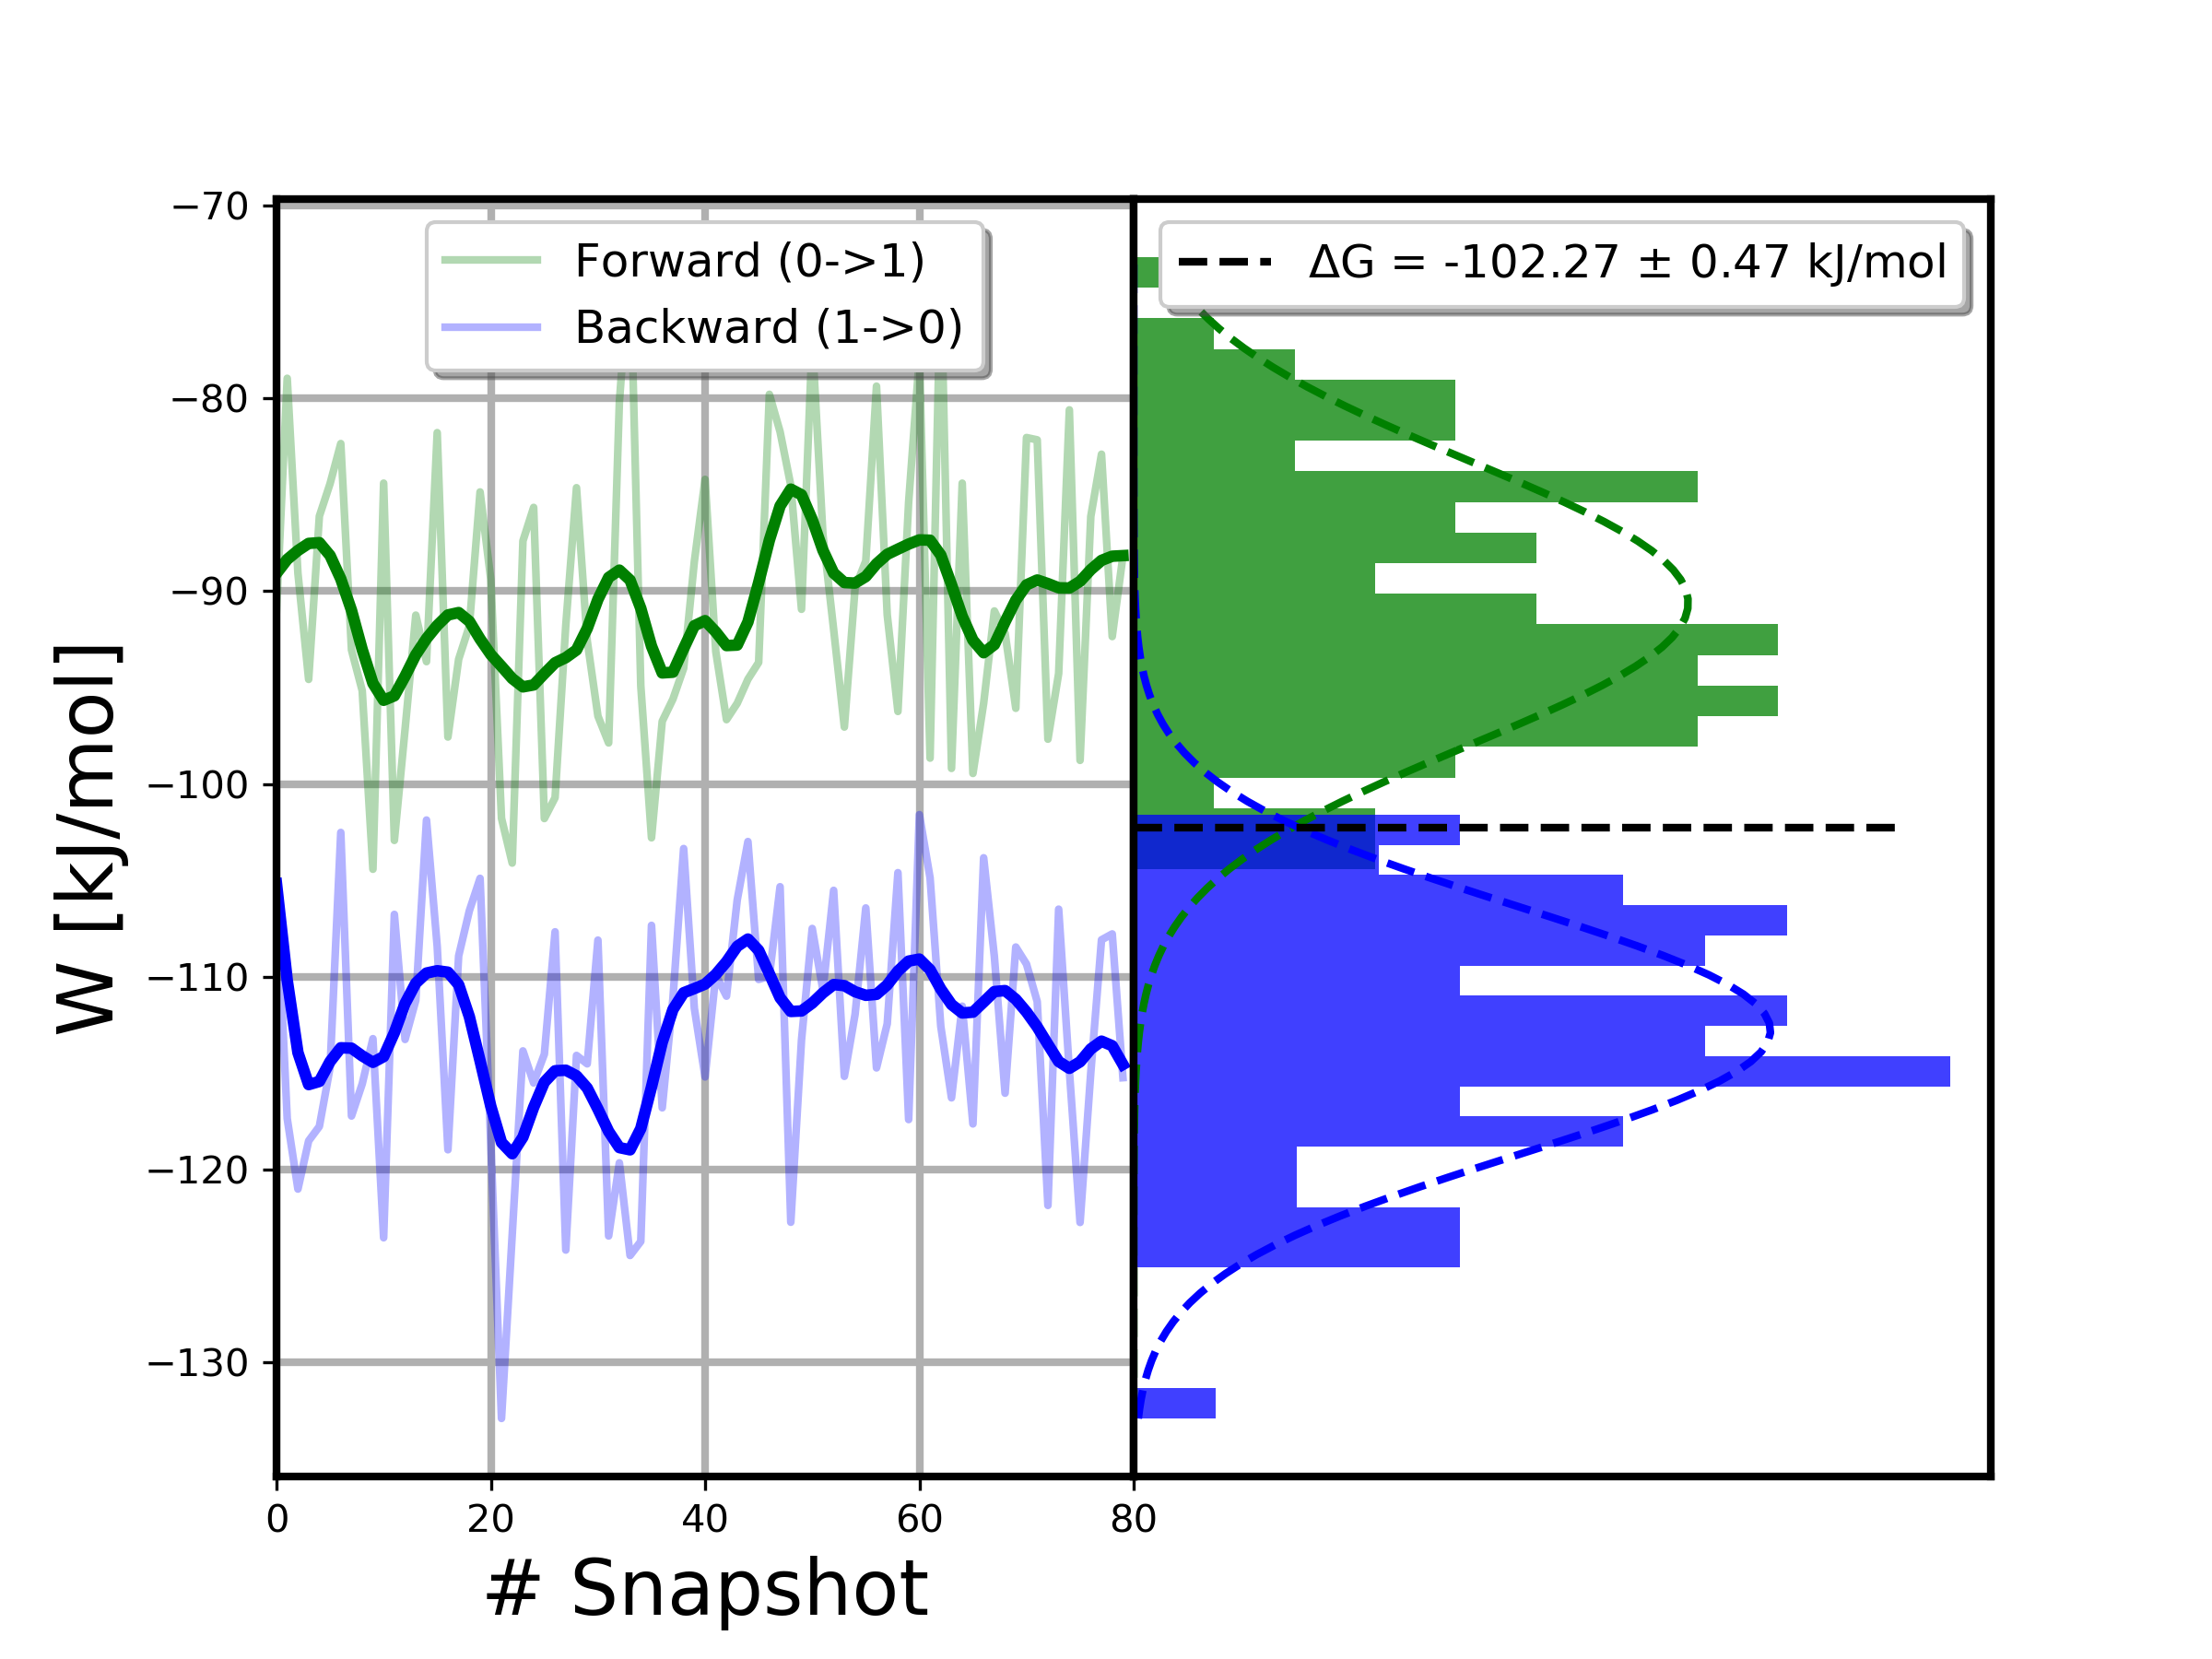 −70
−80
−90
−100
−110
−120
−130
W [kJ/mol]
Forward (0->1)
Backward (1->0)
ΔG = -102.27 ± 0.47 kJ/mol
0 20 40 60 80
# Snapshot